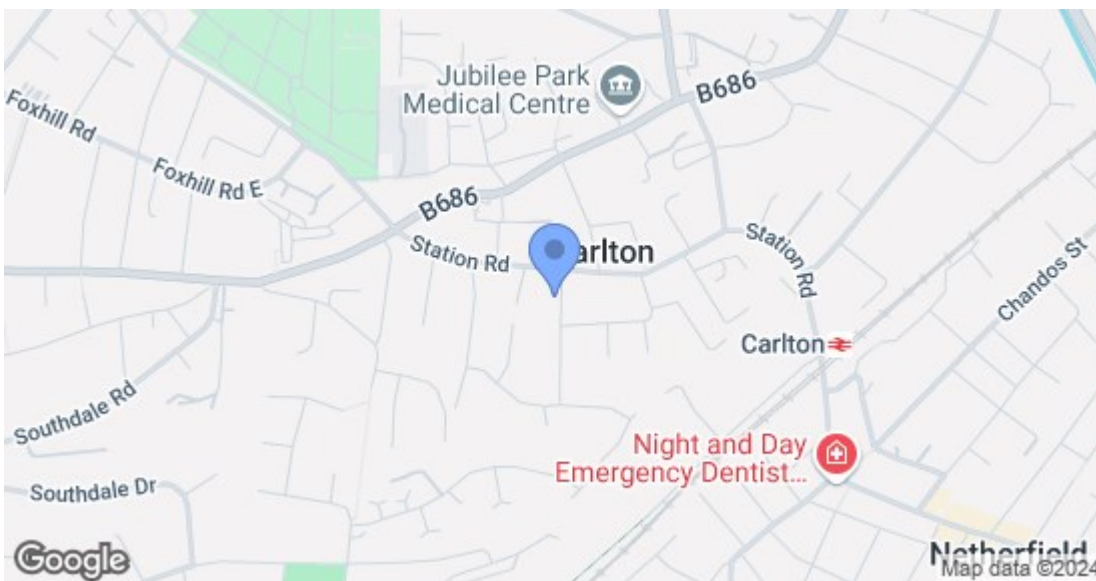 Jubilee Park
Medical Centre
B686
Foxhill Rd
Foxhill Rd E
B686
Station Rd
arlton
Station Rd
Chandos St
Carlton
Southdale Rd
Night and Day
Emergency Dentist...
Southdale Dr
Google
Netherfield
Map data ©2024